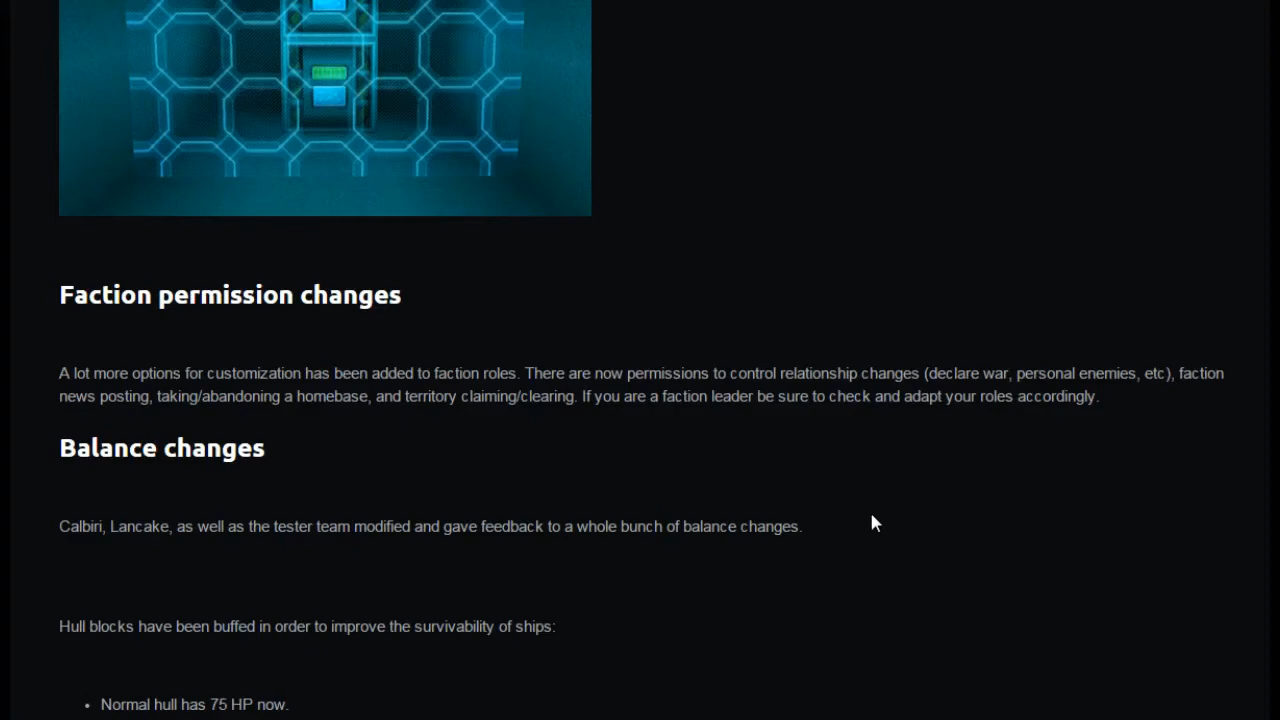 Faction permission changes
A lot more options for customization has been added to faction roles. There are now permissions to control relationship changes (declare war, personal enemies, etc), faction
news posting, taking/abandoning a homebase, and territory claiming/clearing. If you are a faction leader be sure to check and adapt your roles accordingly.
Balance changes
Calbiri, Lancake, as well as the tester team modified and gave feedback to a whole bunch of balance changes.
Hull blocks have been buffed in order to improve the survivability of ships:
• Normal hull has 75 HP now.